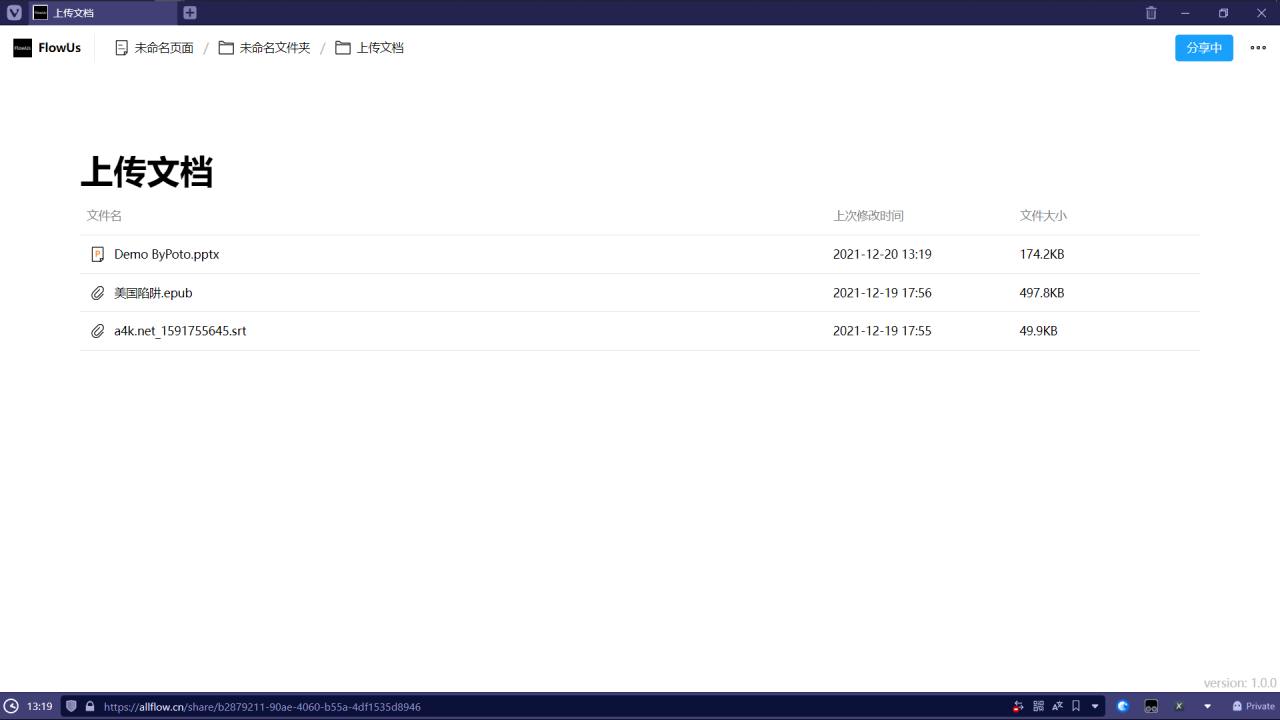 上传文档
FlowUs
未命名页面 / 未命名文件夹 / 上传文档
分享中
上传文档
文件名 上次修改时间 文件大小
Demo ByPoto.pptx 2021-12-20 13:19 174.2KB
美国陷阱.epub 2021-12-19 17:56 497.8KB
a4k.net_1591755645.srt 2021-12-19 17:55 49.9KB
version: 1.0.0
13:19 https://allflow.cn/share/b2879211-90ae-4060-b55a-4df1535d8946 Private